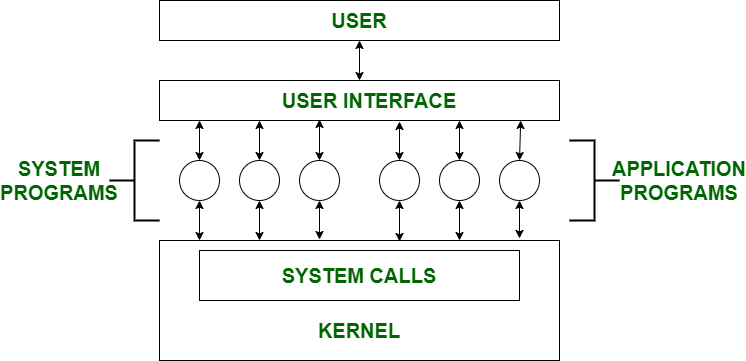 USER
USER INTERFACE
SYSTEM
PROGRAMS
APPLICATION
PROGRAMS
SYSTEM CALLS
KERNEL